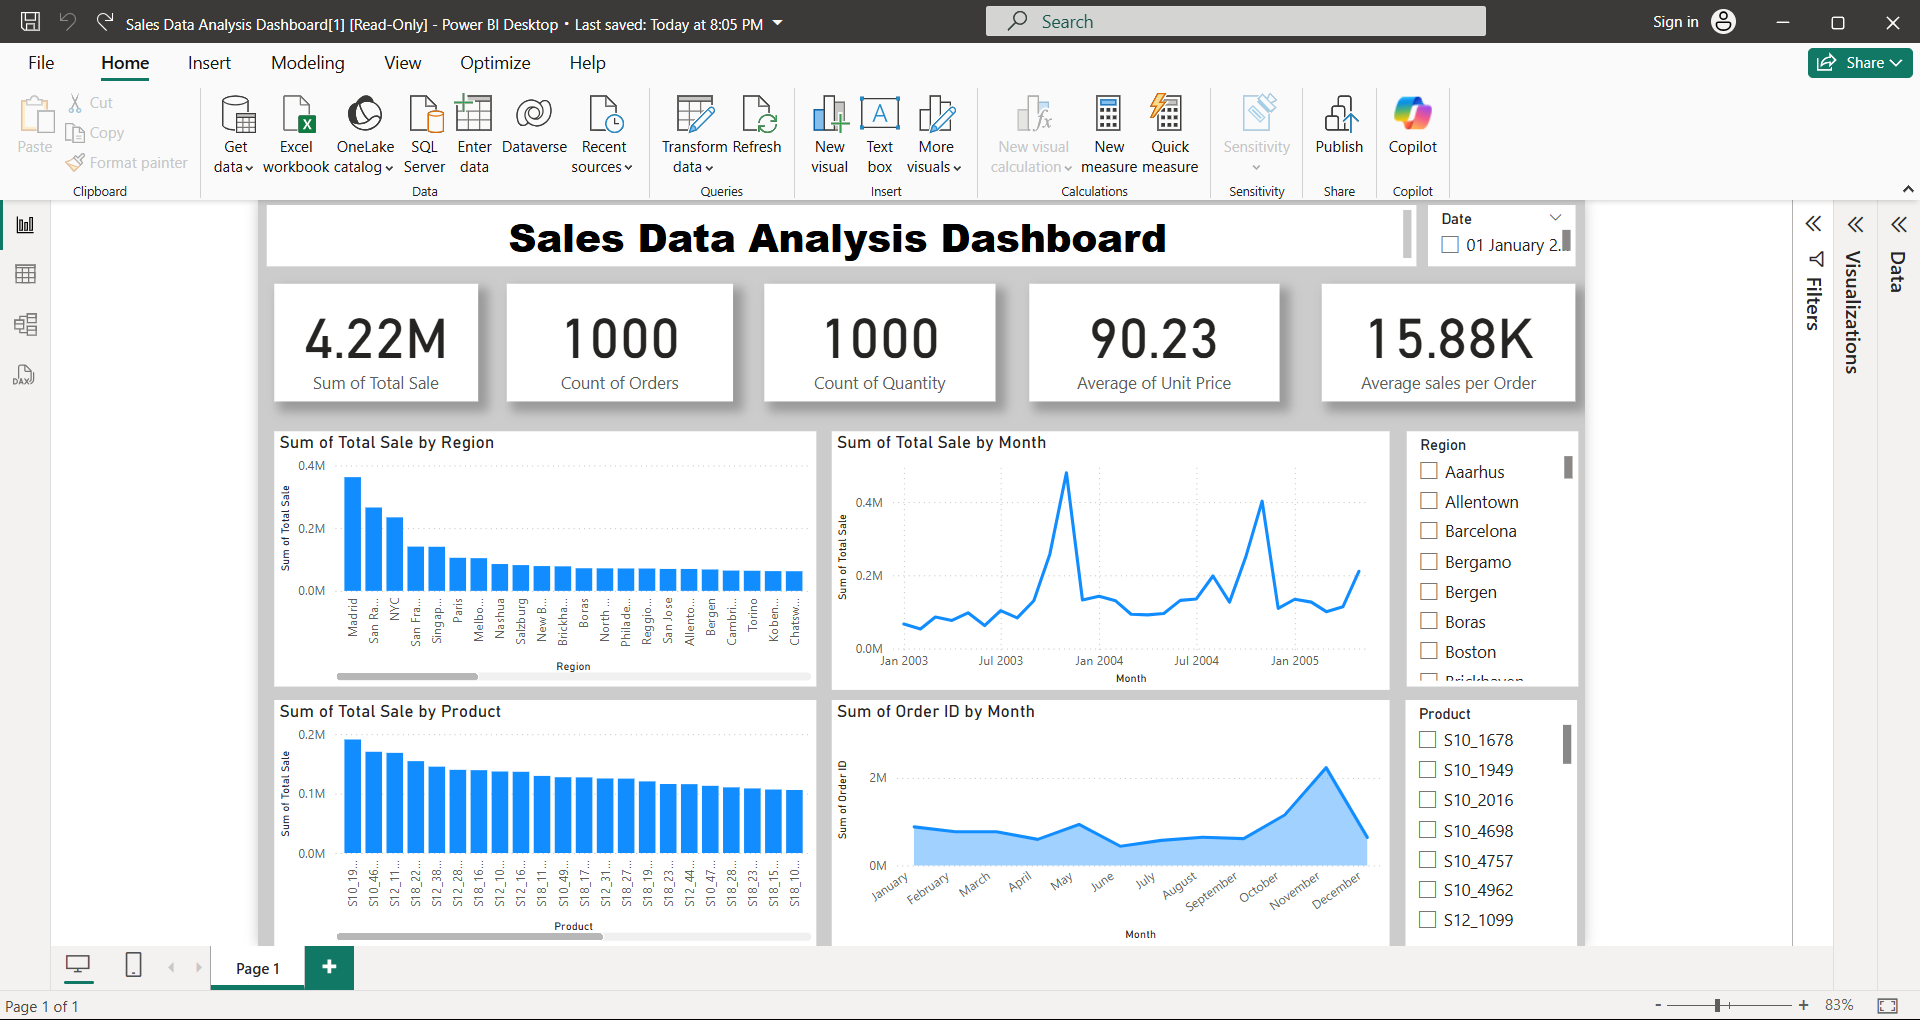 Sales Data Analysis Dashboard[1] [Read-Only] - Power BI Desktop • Last saved: Today at 8:05 PM
Search
Sign in
File Home Insert Modeling View Optimize Help
Share
Paste
Cut
Copy
Format painter
Clipboard
Get data
Excel workbook
OneLake catalog
SQL Server
Enter data
Dataverse
Recent sources
Data
Transform data
Refresh
Queries
New visual
Text box
More visuals
Insert
New visual calculation
New measure
Quick measure
Calculations
Sensitivity
Sensitivity
Publish
Share
Copilot
Copilot
Sales Data Analysis Dashboard
Date
01 January 2...
4.22M
Sum of Total Sale
1000
Count of Orders
1000
Count of Quantity
90.23
Average of Unit Price
15.88K
Average sales per Order
Filters
Visualizations
Data
Sum of Total Sale by Region
Sum of Total Sale
0.4M
0.2M
0.0M
Madrid
San Ra...
NYC
San Fra...
Singap...
Paris
Melbo...
Nashua
Salzburg
New B...
Brickha...
Boras
North ...
Philade...
Reggio...
San Jose
Allento...
Bergen
Cambri...
Torino
Koben...
Chatsw...
Region
Sum of Total Sale by Month
Sum of Total Sale
0.4M
0.2M
0.0M
Jan 2003
Jul 2003
Jan 2004
Jul 2004
Jan 2005
Month
Region
Aaarhus
Allentown
Barcelona
Bergamo
Bergen
Boras
Boston
Brickhaven
Sum of Total Sale by Product
Sum of Total Sale
0.2M
0.1M
0.0M
S10_19...
S10_46...
S12_11...
S18_22...
S12_38...
S12_28...
S18_16...
S12_10...
S12_16...
S18_11...
S10_49...
S18_17...
S12_31...
S18_27...
S18_19...
S18_23...
S12_44...
S10_47...
S18_28...
S18_23...
S18_15...
S18_10...
Product
Sum of Order ID by Month
Sum of Order ID
2M
0M
January
February
March
April
May
June
July
August
September
October
November
December
Month
Product
S10_1678
S10_1949
S10_2016
S10_4698
S10_4757
S10_4962
S12_1099
Page 1
Page 1 of 1
83%